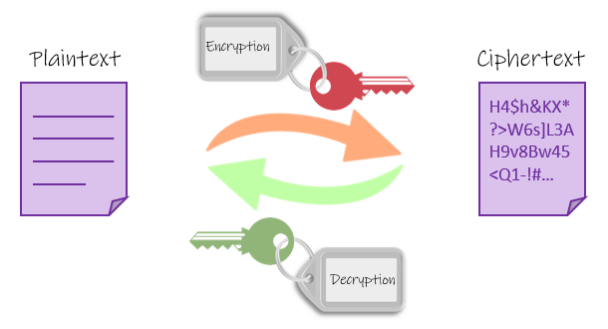 Encryption
Plaintext
Ciphertext
H4$h&KX*
?>W6s]L3A
H9v8Bw45
<Q1-!#...
Decryption